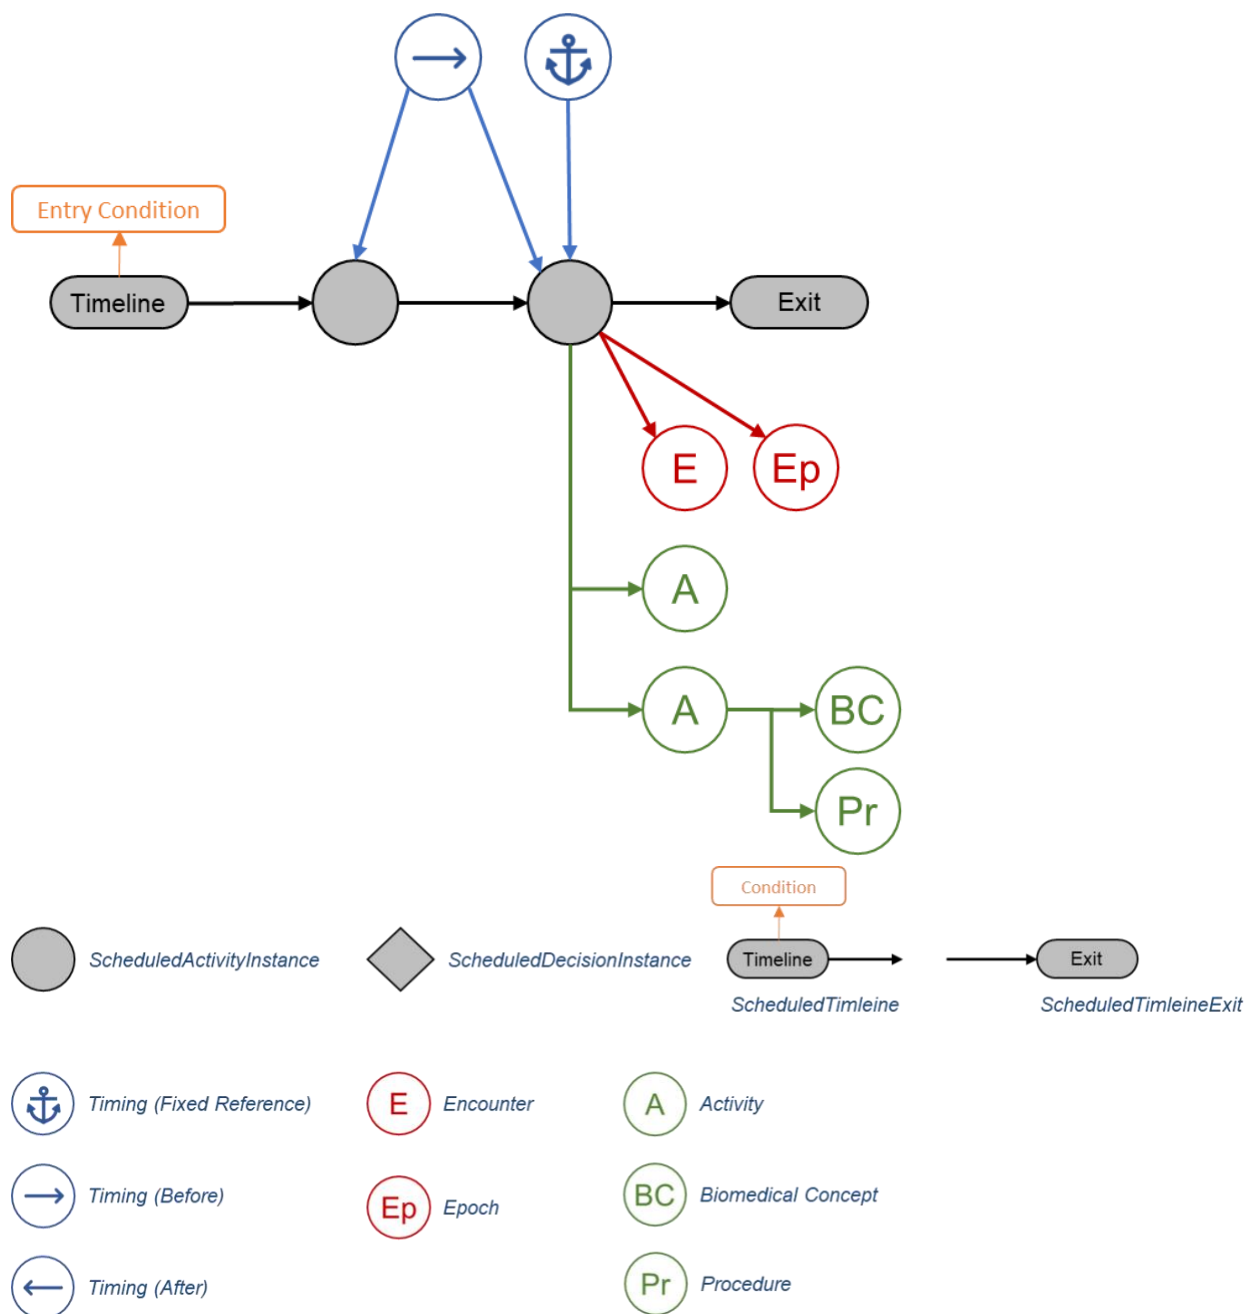 Entry Condition
Timeline
Exit
E
Ep
A
A
BC
Pr
Condition
ScheduledActivityInstance
ScheduledDecisionInstance
Timeline
Exit
ScheduledTimleine
ScheduledTimleineExit
Timing (Fixed Reference)
E
Encounter
A
Activity
Timing (Before)
Ep
Epoch
BC
Biomedical Concept
Timing (After)
Pr
Procedure